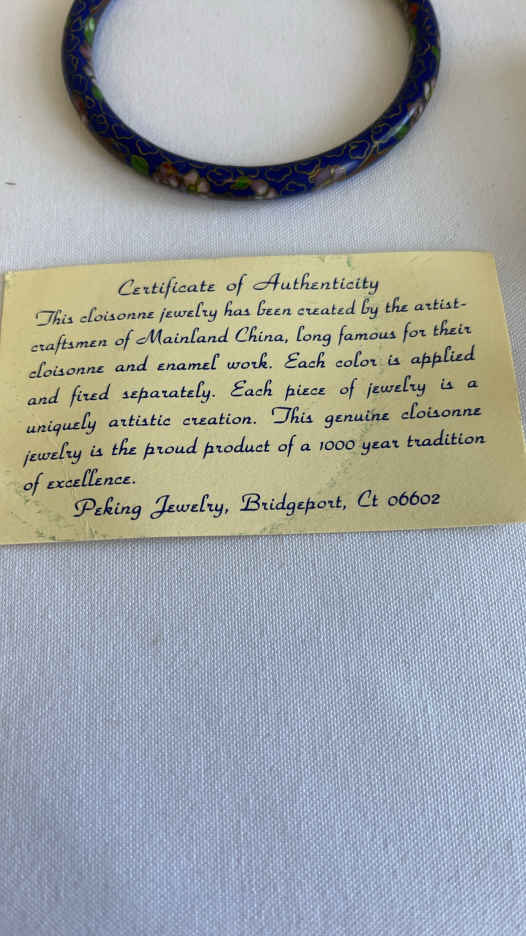 Certificate of Authenticity
This cloisonne jewelry has been created by the artist-
craftsmen of Mainland China, long famous for their
cloisonne and enamel work. Each color is applied
and fired separately. Each piece of jewelry is a
uniquely artistic creation. This genuine cloisonne
jewelry is the proud product of a 1000 year tradition
of excellence.
Peking Jewelry, Bridgeport, Ct 06602